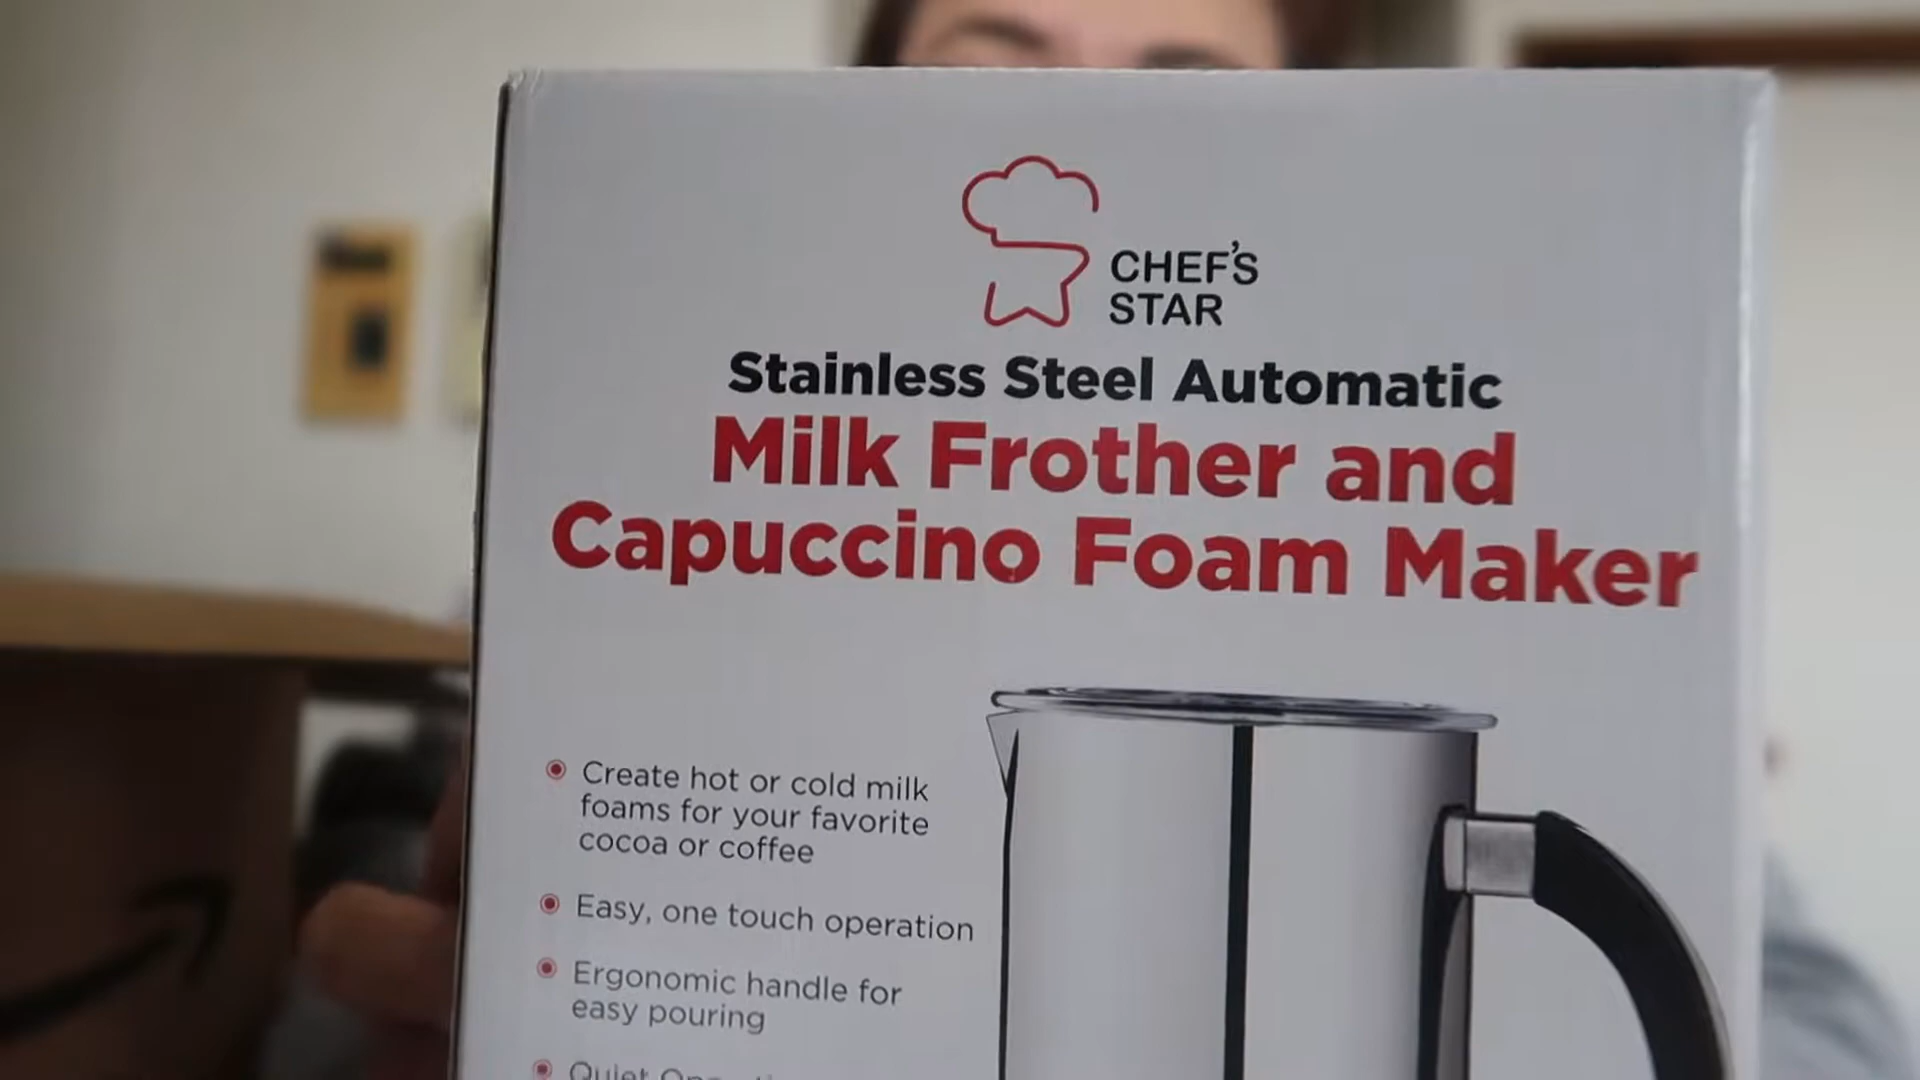 CHEF'S
STAR
Stainless Steel Automatic
Milk Frother and
Capuccino Foam Maker
Create hot or cold milk
foams for your favorite
cocoa or coffee
Easy, one touch operation
Ergonomic handle for
easy pouring
Quiet